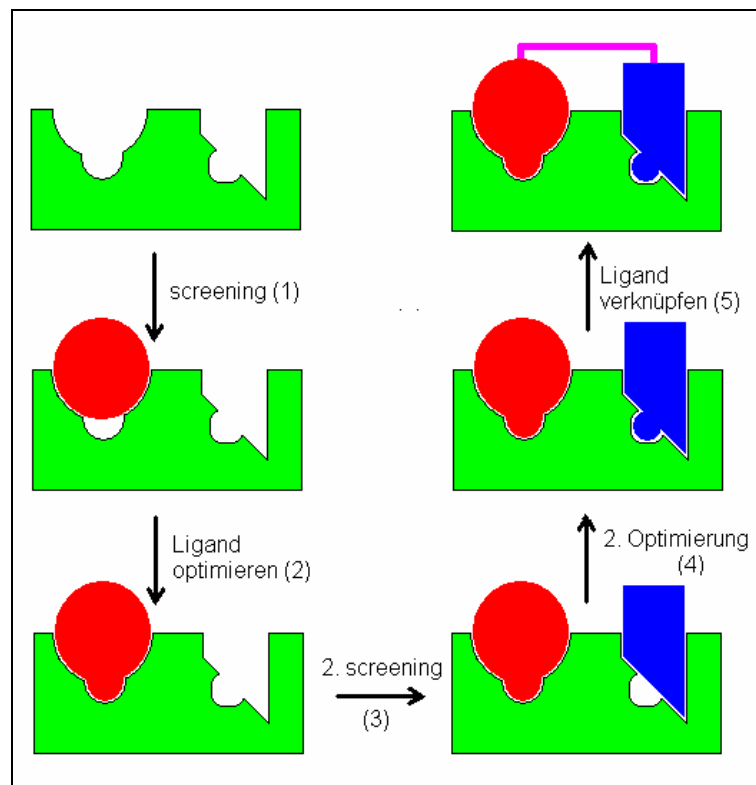 screening (1)
Ligand
optimieren (2)
2. screening
(3)
2. Optimierung
(4)
Ligand
verknüpfen (5)